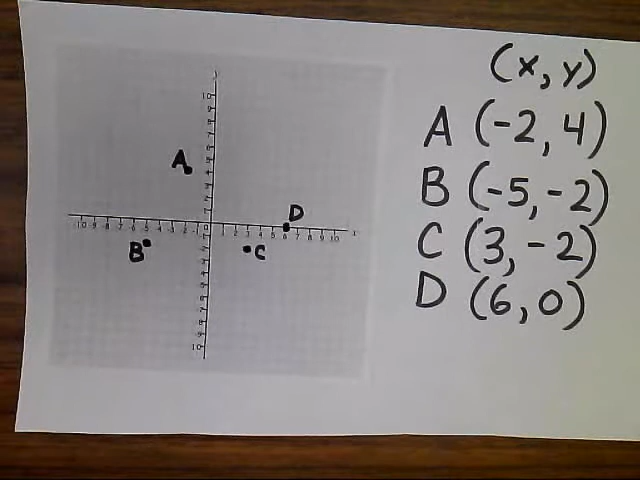 (x, y)
A (-2, 4)
B (-5, -2)
C (3, -2)
D (6, 0)
A
D
B
C